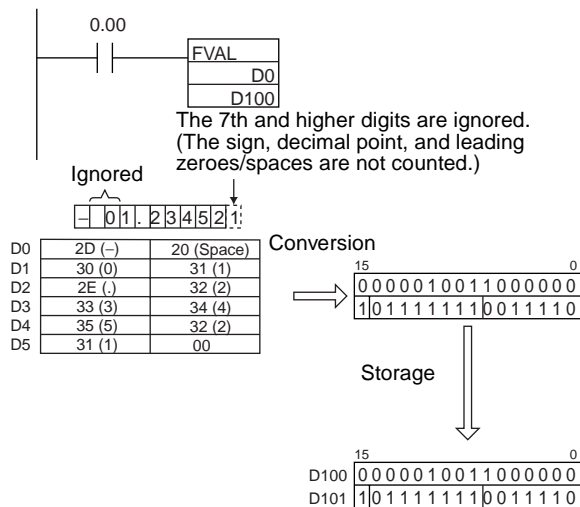 0.00
FVAL
D0
D100
The 7th and higher digits are ignored.
(The sign, decimal point, and leading
zeroes/spaces are not counted.)
Ignored
– 0 1 . 2 3 4 5 2 1
D0 2D (–) 20 (Space)
D1 30 (0) 31 (1)
D2 2E (.) 32 (2)
D3 33 (3) 34 (4)
D4 35 (5) 32 (2)
D5 31 (1) 00
Conversion
15 0
0 0 0 0 0 1 0 0 1 1 0 0 0 0 0 0
1 0 1 1 1 1 1 1 1 0 0 1 1 1 1 0
Storage
15 0
D100 0 0 0 0 0 1 0 0 1 1 0 0 0 0 0 0
D101 1 0 1 1 1 1 1 1 1 0 0 1 1 1 1 0